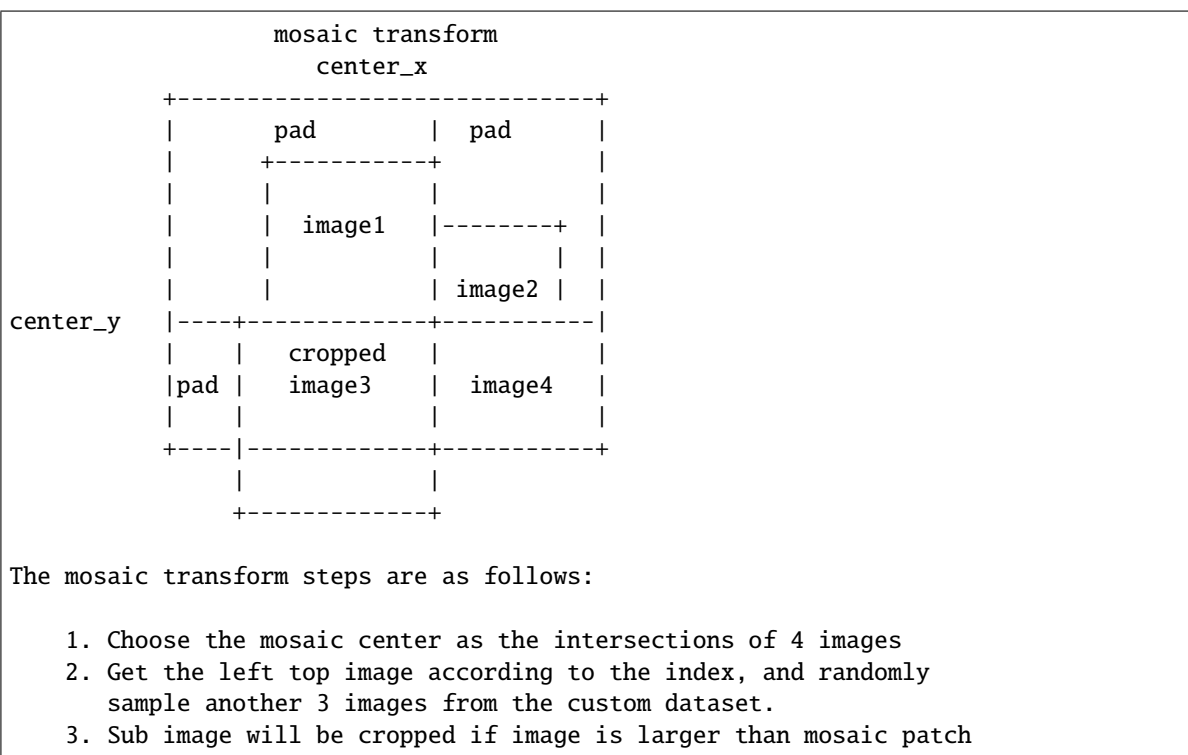 mosaic transform
                      center_x
           +------------------------------+
           |       pad        |  pad      |
           |      +-----------+           |
           |      |           |           |
           |      |  image1   |--------+  |
           |      |           |        |  |
           |      |           | image2 |  |
center_y   |----+-------------+-----------|
           |    |   cropped   |           |
           |pad |   image3    |  image4   |
           |    |             |           |
           +----|-------------+-----------+
                |             |
                +-------------+

The mosaic transform steps are as follows:

    1. Choose the mosaic center as the intersections of 4 images
    2. Get the left top image according to the index, and randomly
       sample another 3 images from the custom dataset.
    3. Sub image will be cropped if image is larger than mosaic patch